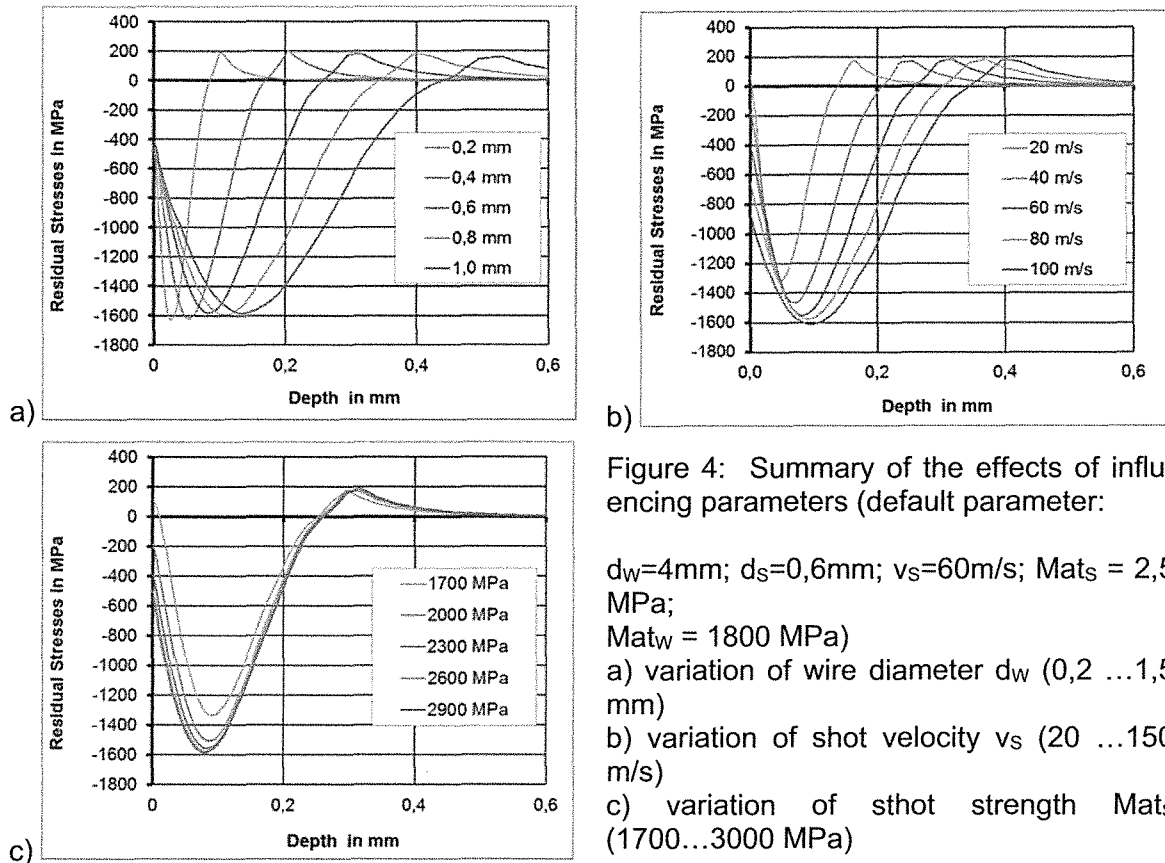 400
200
0
-200
-400
-600
-800
-1000
-1200
-1400
-1600
-1800
Residual Stresses in MPa
0,2 mm
0,4 mm
0,6 mm
0,8 mm
1,0 mm
0
0,2
0,4
0,6
Depth in mm
a)
400
200
0
-200
-400
-600
-800
-1000
-1200
-1400
-1600
-1800
Residual Stresses in MPa
20 m/s
40 m/s
60 m/s
80 m/s
100 m/s
0,0
0,2
0,4
0,6
Depth in mm
b)
400
200
0
-200
-400
-600
-800
-1000
-1200
-1400
-1600
-1800
Residual Stresses in MPa
1700 MPa
2000 MPa
2300 MPa
2600 MPa
2900 MPa
0
0,2
0,4
0,6
Depth in mm
c)
Figure 4: Summary of the effects of influ
encing parameters (default parameter:
dW=4mm; dS=0,6mm; vS=60m/s; MatS = 2,5
MPa;
MatW = 1800 MPa)
a) variation of wire diameter dW (0,2 …1,5
mm)
b) variation of shot velocity vS (20 …150
m/s)
c) variation of sthot strength MatS
(1700…3000 MPa)